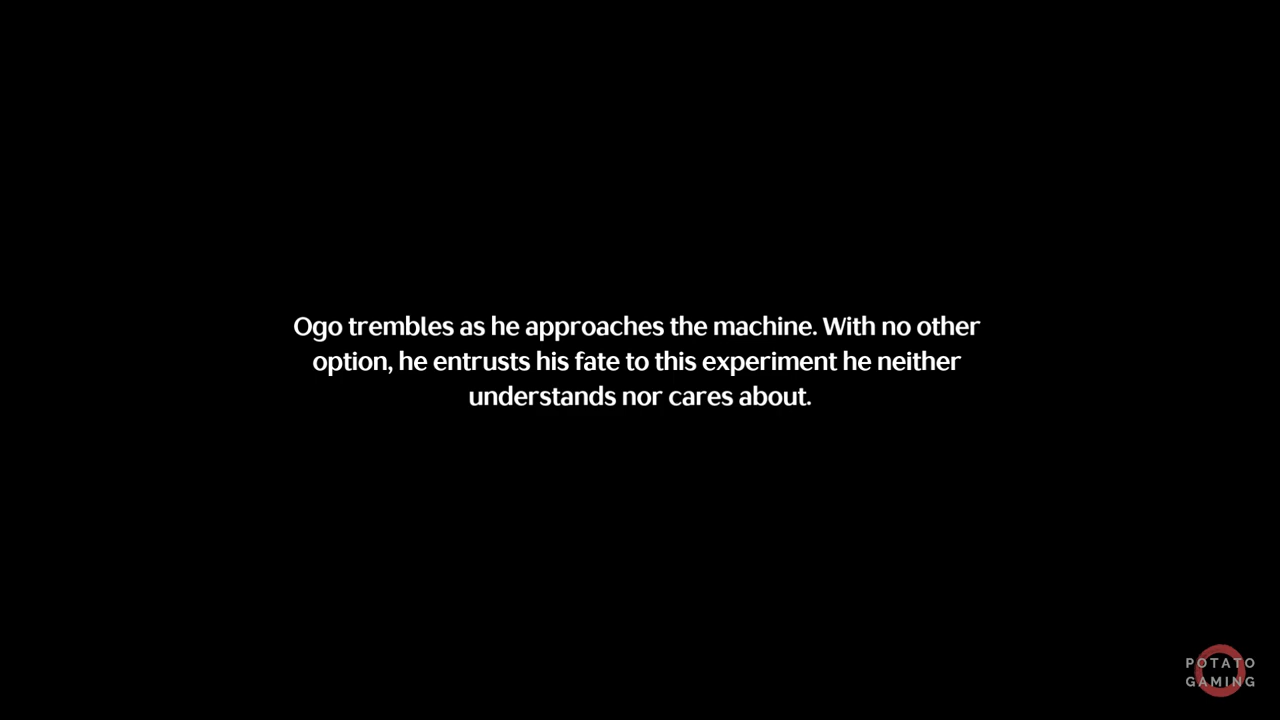 Ogo trembles as he approaches the machine. With no other
option, he entrusts his fate to this experiment he neither
understands nor cares about.
POTATO
GAMING